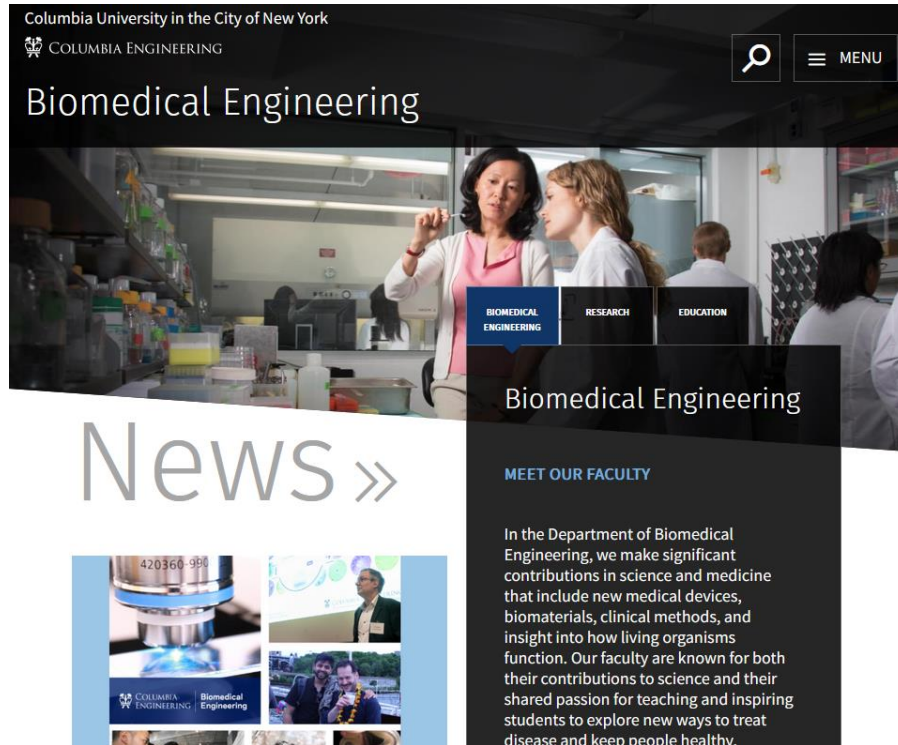 Columbia University in the City of New York
COLUMBIA ENGINEERING
MENU
Biomedical Engineering
BIOMEDICAL
ENGINEERING
RESEARCH
EDUCATION
Biomedical Engineering
News »
MEET OUR FACULTY
In the Department of Biomedical
Engineering, we make significant
contributions in science and medicine
that include new medical devices,
biomaterials, clinical methods, and
insight into how living organisms
function. Our faculty are known for both
their contributions to science and their
shared passion for teaching and inspiring
students to explore new ways to treat
disease and keep people healthy.
420360-990
COLUMBIA
ENGINEERING
Biomedical
Engineering